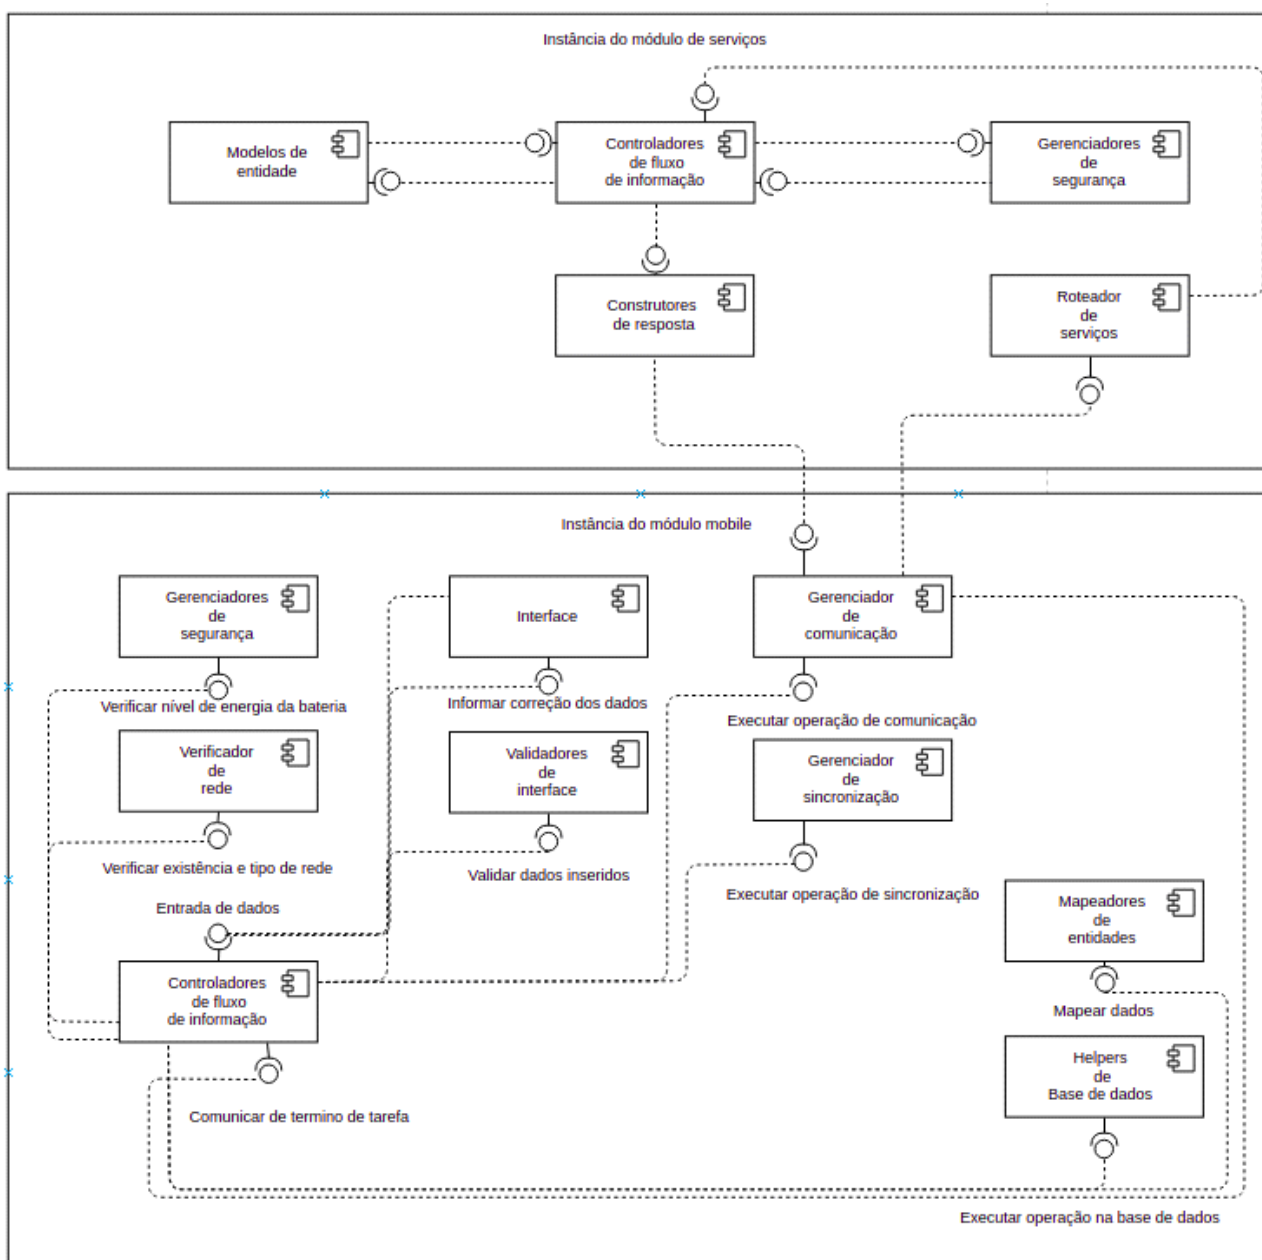 Instância do módulo de serviços
Modelos de
entidade
Controladores
de fluxo
de informação
Gerenciadores
de
segurança
Construtores
de resposta
Roteador
de
serviços
Instância do módulo mobile
Gerenciadores
de
segurança
Interface
Gerenciador
de
comunicação
Verificar nível de energia da bateria
Informar correção dos dados
Executar operação de comunicação
Verificador
de
rede
Validadores
de
interface
Gerenciador
de
sincronização
Verificar existência e tipo de rede
Validar dados inseridos
Executar operação de sincronização
Entrada de dados
Mapeadores
de
entidades
Controladores
de fluxo
de informação
Mapear dados
Helpers
de
Base de dados
Comunicar de termino de tarefa
Executar operação na base de dados